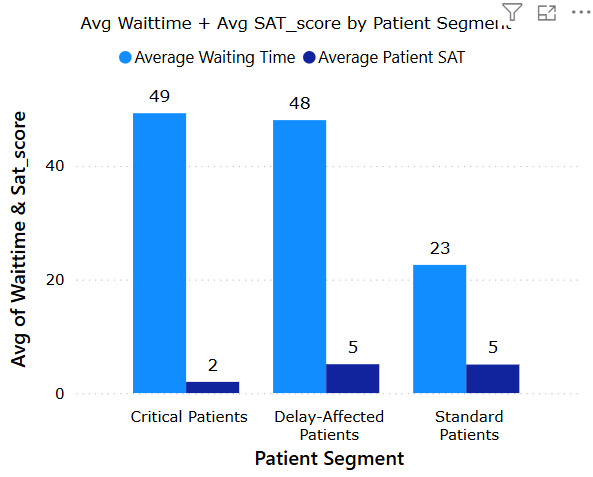 Avg Waittime + Avg SAT_score by Patient Segment
Average Waiting Time Average Patient SAT
Avg of Waittime & Sat_score
49
48
40
23
20
2
5
5
0
Critical Patients
Delay-Affected
Patients
Standard
Patients
Patient Segment